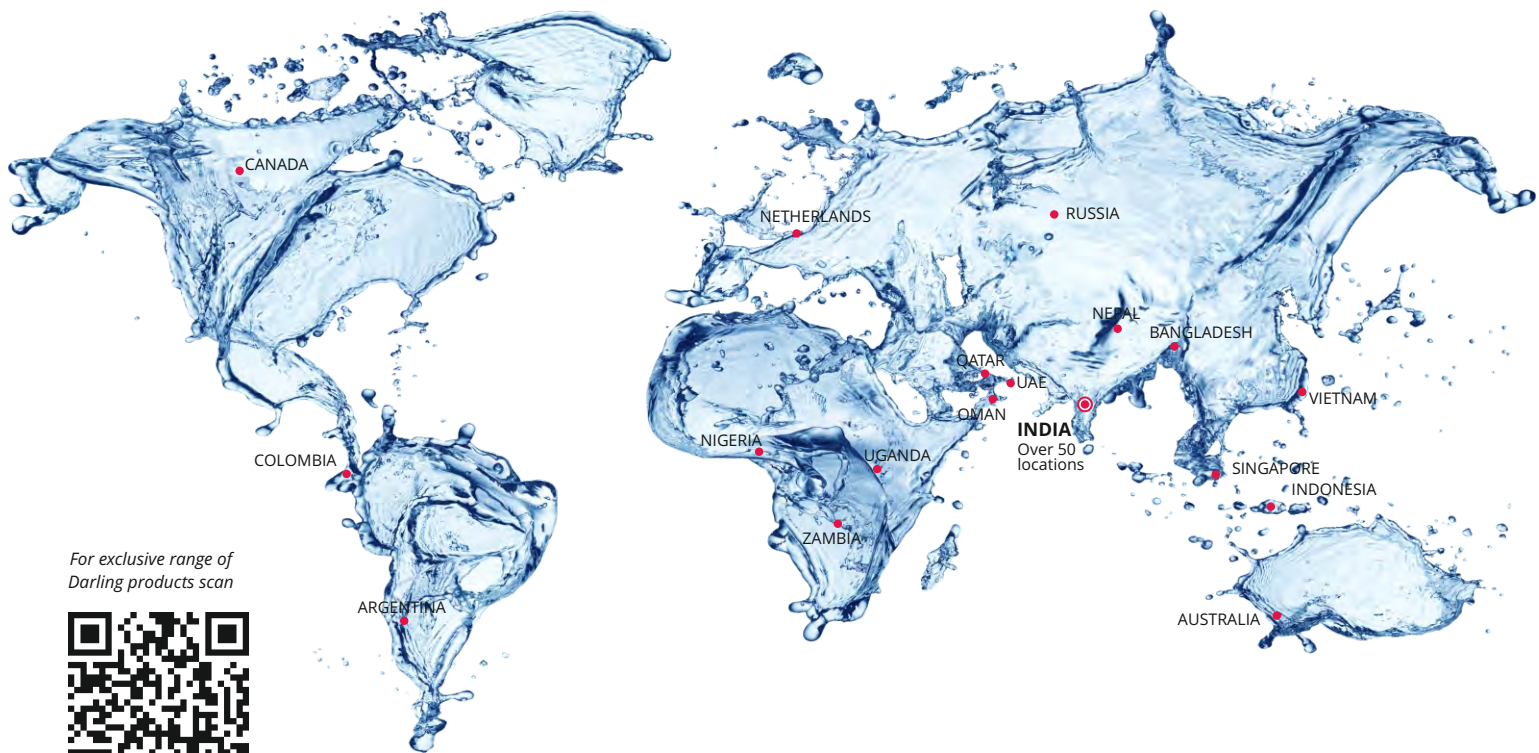 CANADA
NETHERLANDS
RUSSIA
NEPAL
BANGLADESH
QATAR
UAE
OMAN
VIETNAM
INDIA
Over 50
locations
NIGERIA
UGANDA
COLOMBIA
SINGAPORE
INDONESIA
ZAMBIA
For exclusive range of
Darling products scan
ARGENTINA
AUSTRALIA